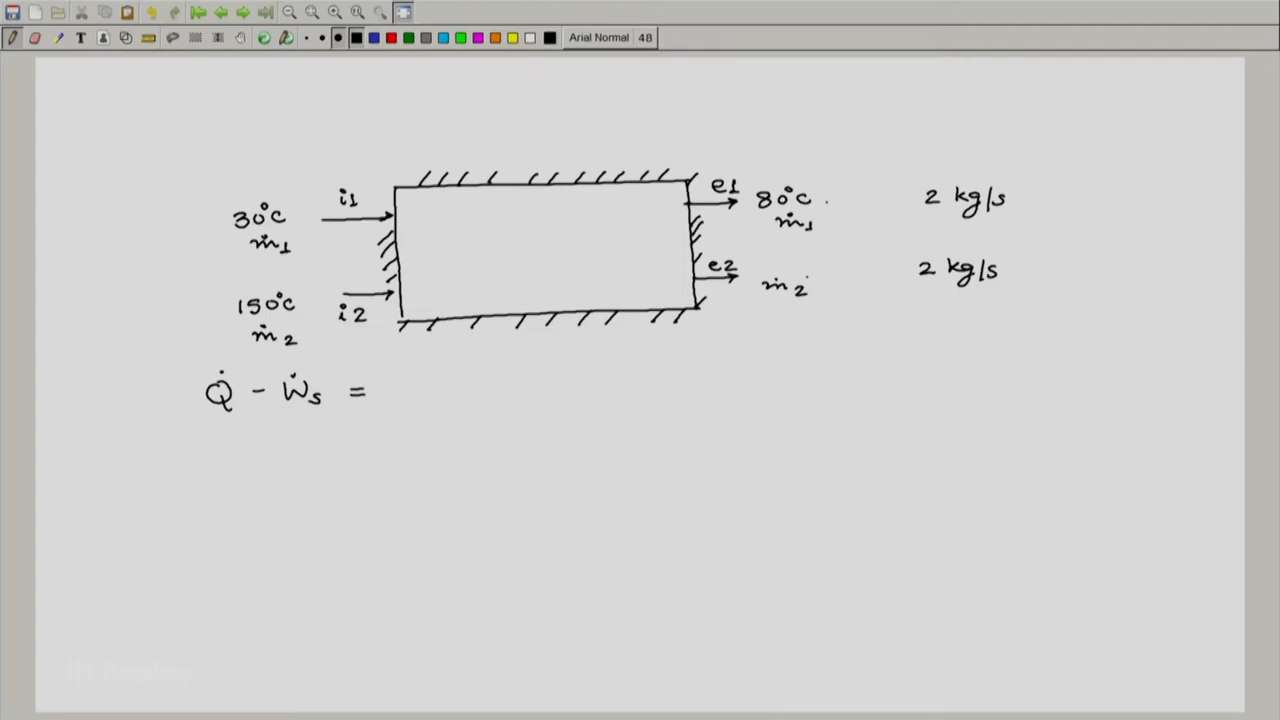 Arial Normal 48
i1 e1
30°C 80°C 2 kg/s
ṁ1 ṁ1
e2 2 kg/s
150°C i2 ṁ2
ṁ2
Q̇ - Ẇs =